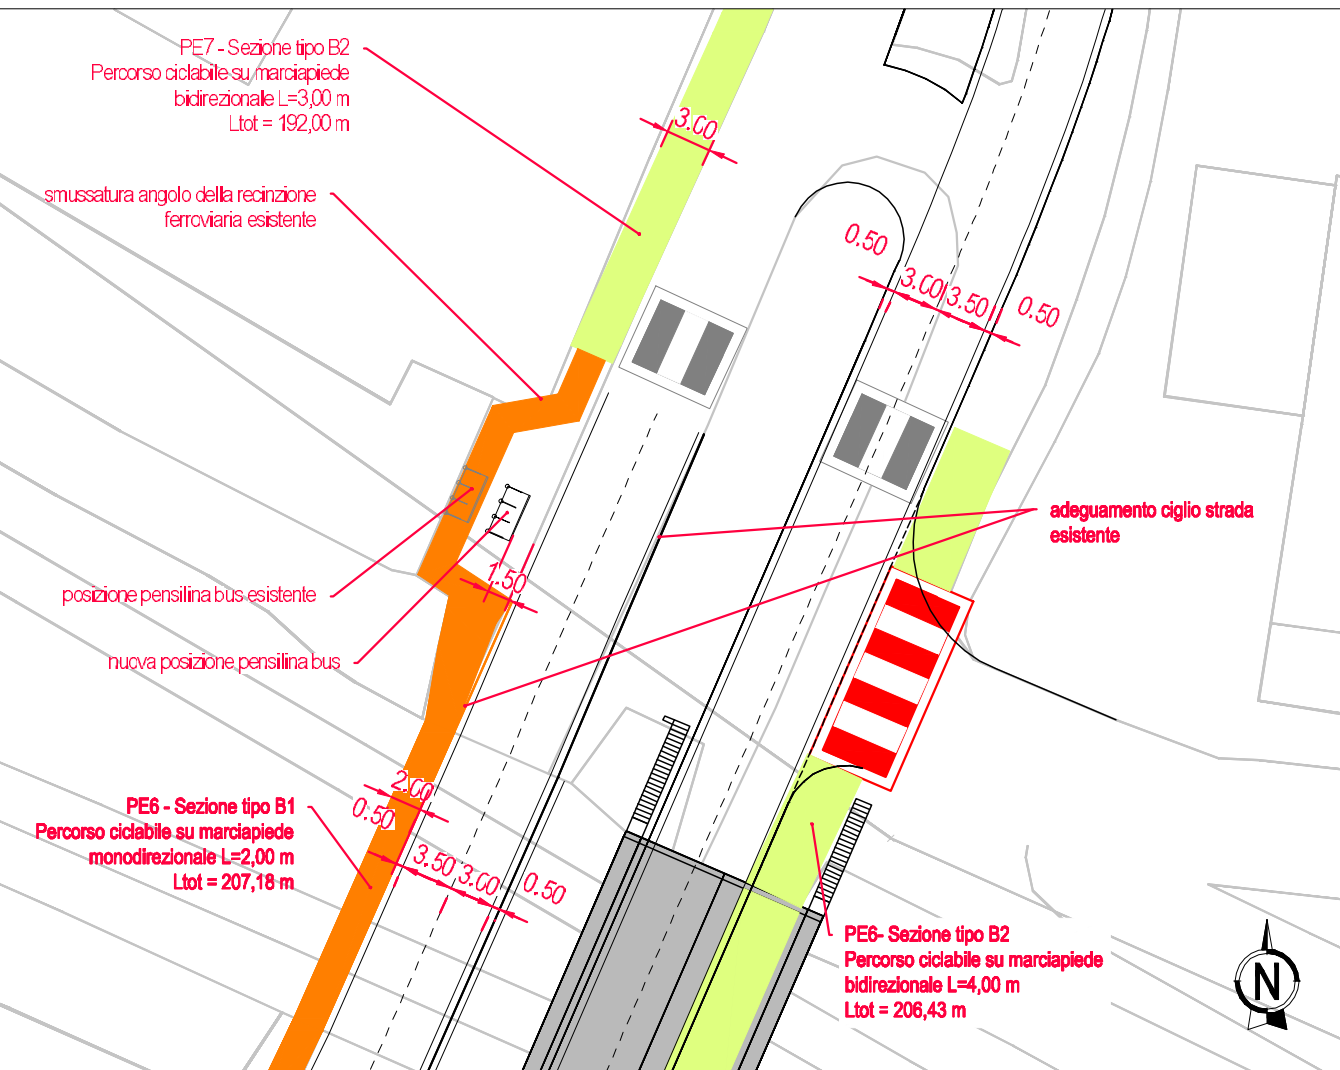 PE7 - Sezione tipo B2
Percorso ciclabile su marciapiede
bidirezionale L=3,00 m
Ltot = 192,00 m
3.00
smussatura angolo della recinzione
ferroviaria esistente
0.50
3.00
3.50
0.50
adeguamento ciglio strada
esistente
1.50
posizione pensilina bus esistente
nuova posizione pensilina bus
2.00
0.50
PE6 - Sezione tipo B1
Percorso ciclabile su marciapiede
monodirezionale L=2,00 m
Ltot = 207,18 m
3.50
3.00
0.50
PE6- Sezione tipo B2
Percorso ciclabile su marciapiede
bidirezionale L=4,00 m
Ltot = 206,43 m
N